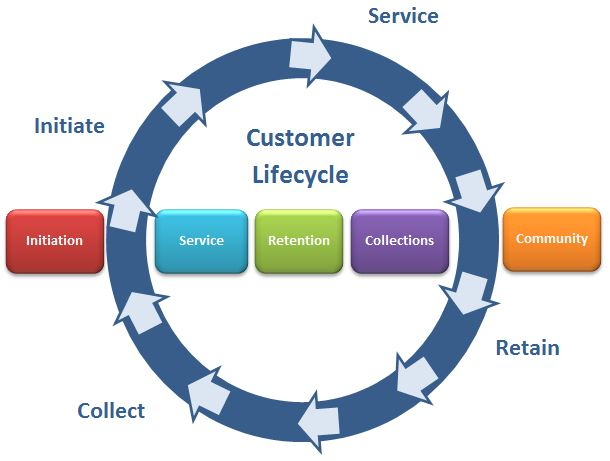 Service
Initiate
Customer
Lifecycle
Initiation
Service
Retention
Collections
Community
Retain
Collect